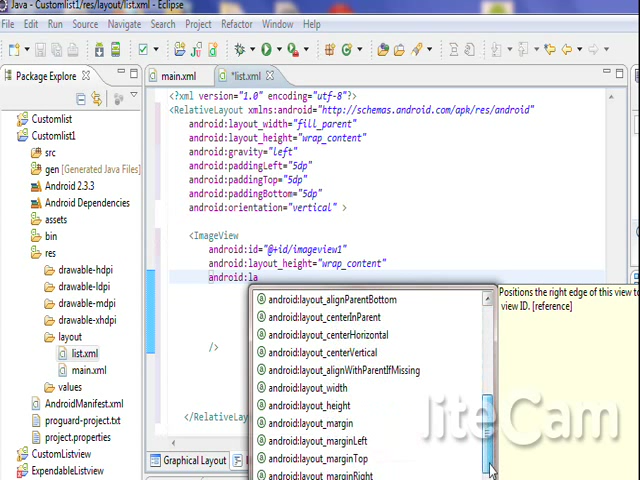 Java - Customlist1/res/layout/list.xml - Eclipse
File Edit Run Source Navigate Search Project Refactor Window Help
Package Explorer
main.xml
*list.xml
Customlist
Customlist1
src
gen [Generated Java Files]
Android 2.3.3
Android Dependencies
assets
bin
res
drawable-hdpi
drawable-ldpi
drawable-mdpi
drawable-xhdpi
layout
list.xml
main.xml
values
AndroidManifest.xml
proguard-project.txt
project.properties
CustomListview
ExpendableListview
<?xml version="1.0" encoding="utf-8"?>
<RelativeLayout xmlns:android="http://schemas.android.com/apk/res/android"
android:layout_width="fill_parent"
android:layout_height="wrap_content"
android:gravity="left"
android:paddingLeft="5dp"
android:paddingTop="5dp"
android:paddingBottom="5dp"
android:orientation="vertical" >
<ImageView
android:id="@+id/imageview1"
android:layout_height="wrap_content"
android:la
/>
</RelativeLayou
android:layout_alignParentBottom
android:layout_centerInParent
android:layout_centerHorizontal
android:layout_centerVertical
android:layout_alignWithParentIfMissing
android:layout_width
android:layout_height
android:layout_margin
android:layout_marginLeft
android:layout_marginTop
android:layout_marginRight
Positions the right edge of this view to
view ID. [reference]
Graphical Layout
liteCam